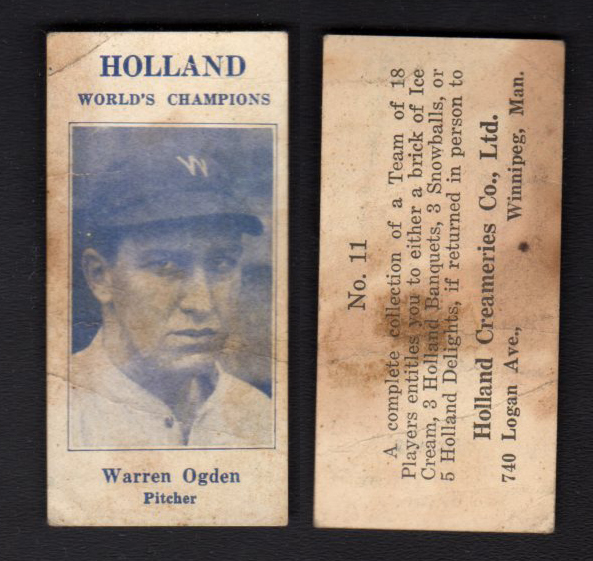 HOLLAND
WORLD'S CHAMPIONS
W
Warren Ogden
Pitcher
No. 11
A complete collection of a Team of 18
Players entitles you to either a brick of Ice
Cream, 3 Holland Banquets, 3 Snowballs, or
5 Holland Delights, if returned in person to
Holland Creameries Co., Ltd.
740 Logan Ave., Winnipeg, Man.